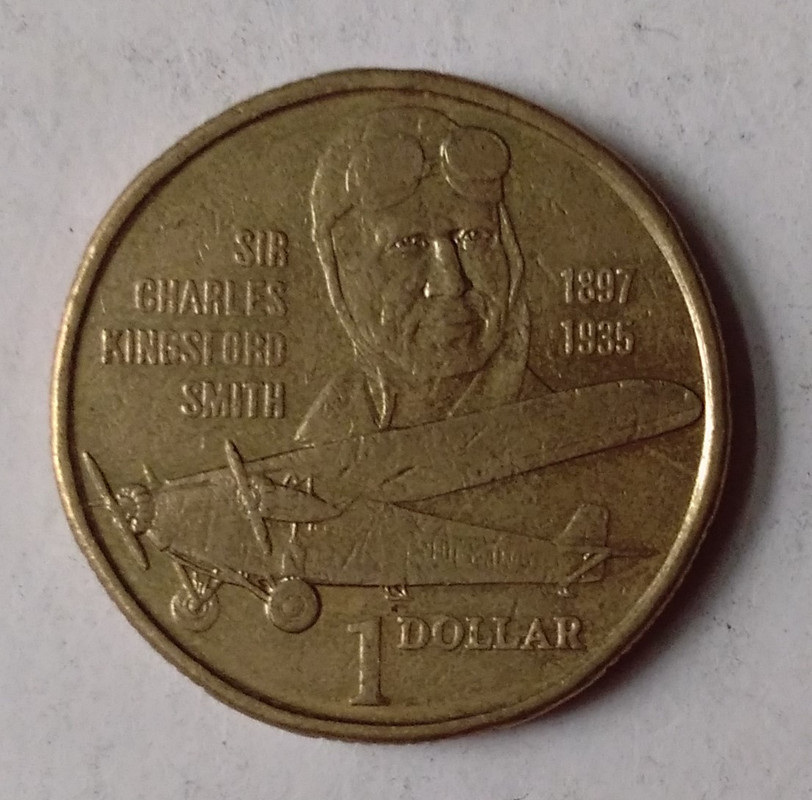 SIR
CHARLES
KINGSFORD
SMITH
1897
1935
1 DOLLAR